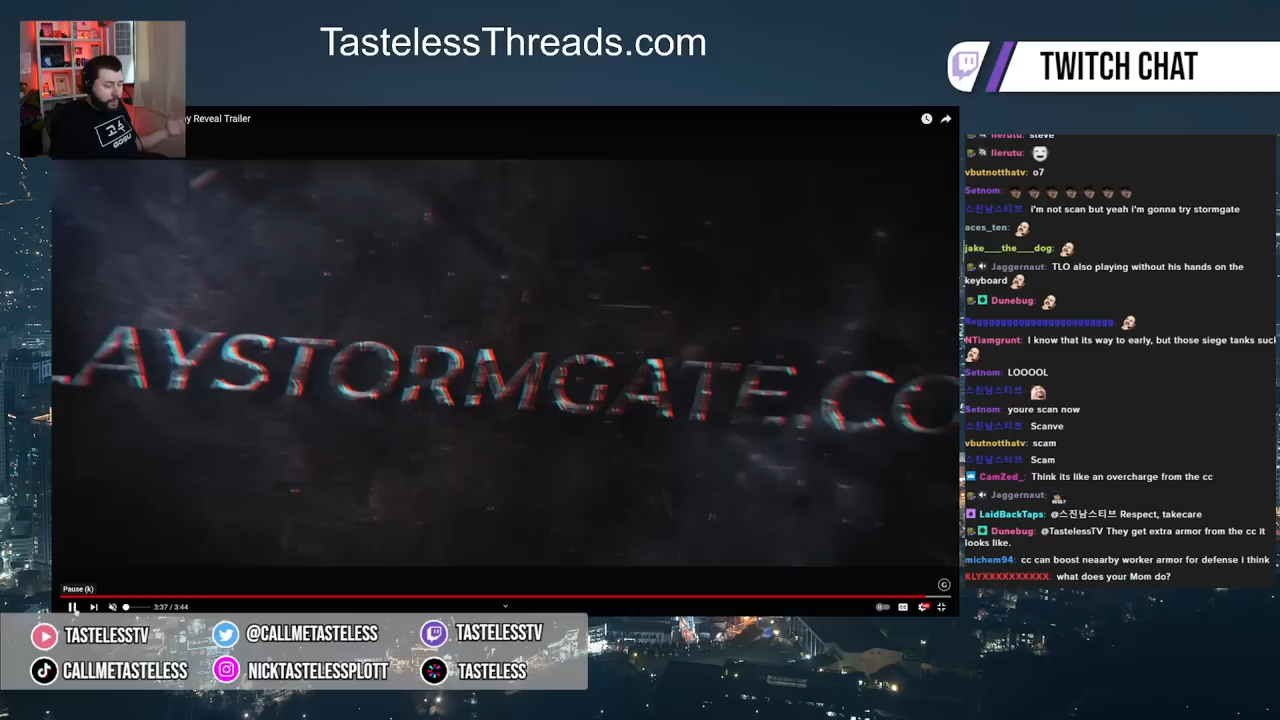 TastelessThreads.com
TWITCH CHAT
고수
GOSU
ay Reveal Trailer
lierutu: steve
lierutu:
vbutnotthatv: o7
Setnom:
스진남스티브 i'm not scan but yeah i'm gonna try stormgate
aces_ten:
jake___the___dog:
Jaggernaut: TLO also playing without his hands on the
keyboard
Dunebug:
NTiamgrunt: I know that its way to early, but those siege tanks suck
Setnom: LOOOOL
스진남스티브
Setnom: youre scan now
스진남스티브 Scanve
vbutnotthatv: scam
스진남스티브 Scam
CamZed_: Think its like an overcharge from the cc
Jaggernaut:
LaidBackTaps: @스진남스티브 Respect, takecare
Dunebug: @TastelessTV They get extra armor from the cc it
looks like.
michem94: cc can boost neaarby worker armor for defense i think
KLYXXXXXXXXXX: what does your Mom do?
LAYSTORMGATE.CO
Pause (k)
3:37 / 3:44
TASTELESSTV
@CALLMETASTELESS
TASTELESSTV
CALLMETASTELESS
NICKTASTELESSPLOTT
TASTELESS